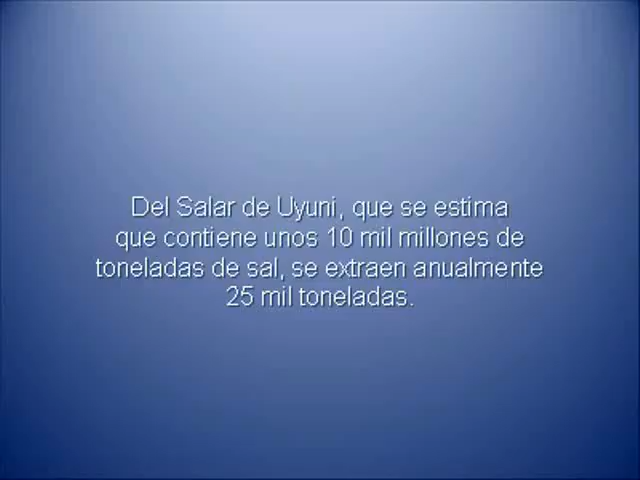 Del Salar de Uyuni, que se estima
que contiene unos 10 mil millones de
toneladas de sal, se extraen anualmente
25 mil toneladas.